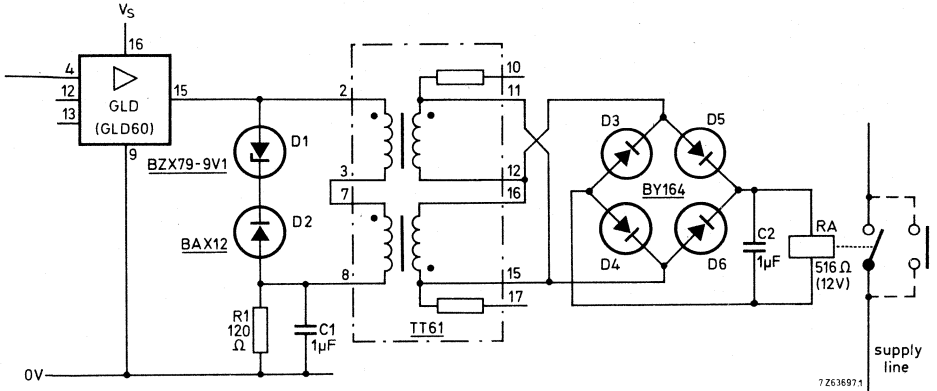 VS
16
4
GLD
(GLD60)
15
12
13
9
D1
BZX79-9V1
D2
BAX12
R1
120
Ω
C1
1µF
0V
2
3
7
8
10
11
12
16
15
17
TT61
D3
D5
BY164
D4
D6
C2
1µF
RA
516Ω
(12V)
supply
line
7Z63697.1